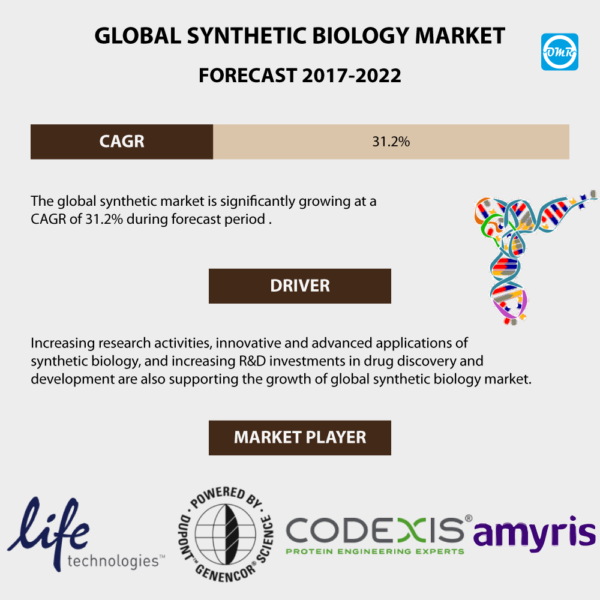 GLOBAL SYNTHETIC BIOLOGY MARKET
DMR
FORECAST 2017-2022
CAGR
31.2%
The global synthetic market is significantly growing at a
CAGR of 31.2% during forecast period .
DRIVER
Increasing research activities, innovative and advanced applications of
synthetic biology, and increasing R&D investments in drug discovery and
development are also supporting the growth of global synthetic biology market.
MARKET PLAYER
life
technologies™
· POWERED BY · DUPONT™ GENENCOR® SCIENCE
CODEXIS®
PROTEIN ENGINEERING EXPERTS
amyris